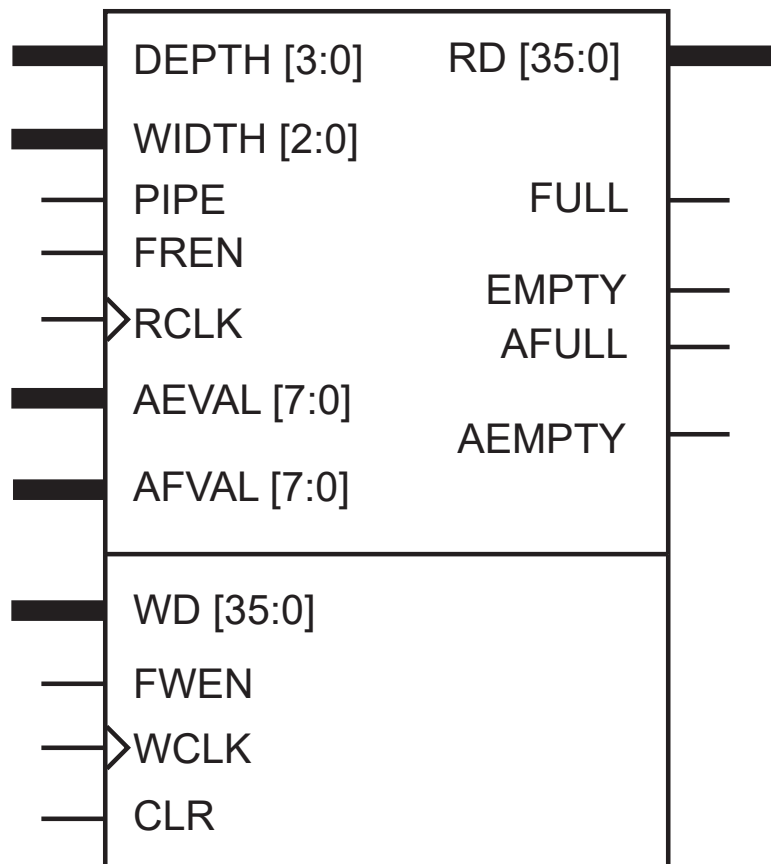 DEPTH [3:0] RD [35:0]
WIDTH [2:0]
PIPE FULL
FREN
EMPTY
RCLK
AFULL
AEVAL [7:0]
AEMPTY
AFVAL [7:0]
WD [35:0]
FWEN
WCLK
CLR